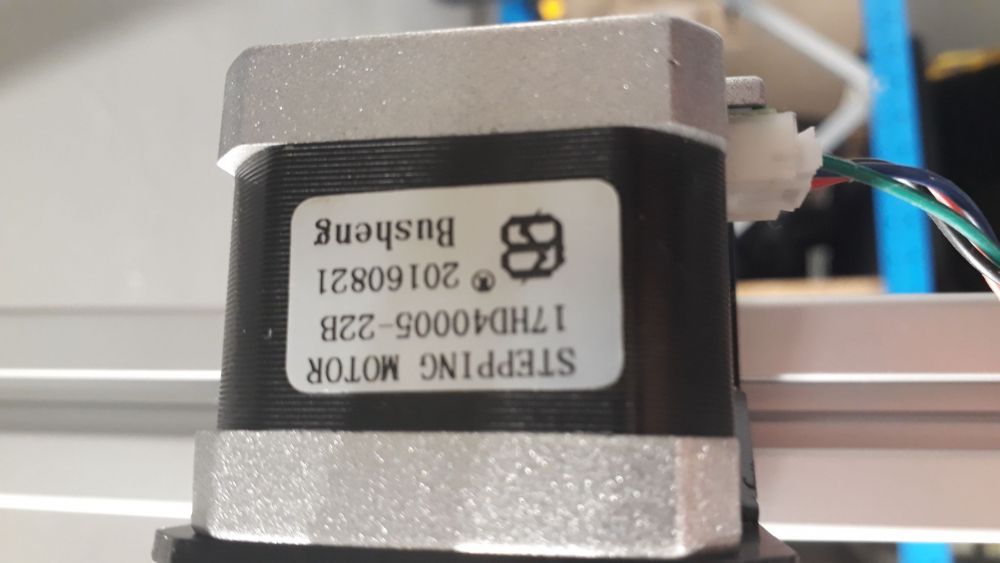 STEPPING MOTOR
17HD40005-22B
20160821
Busheng